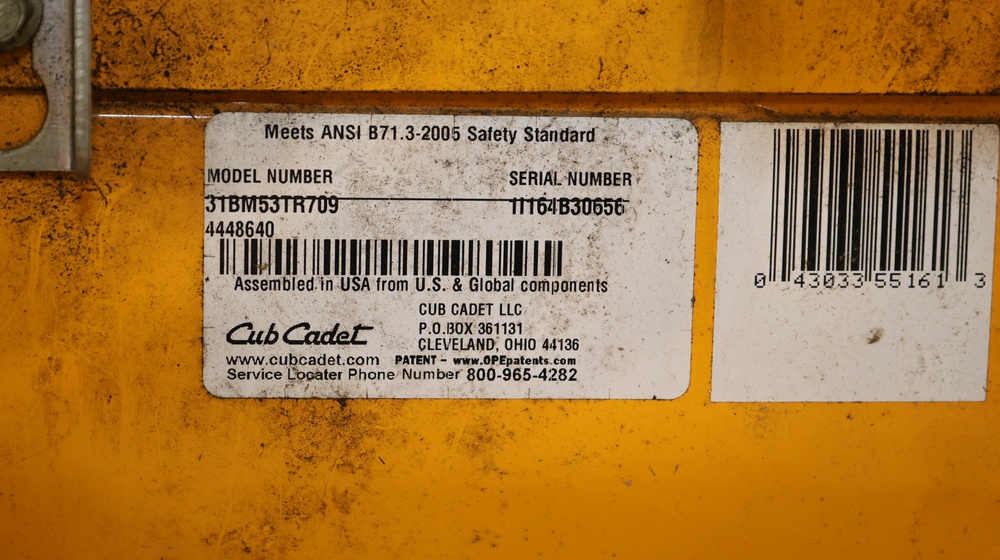 Meets ANSI B71.3-2005 Safety Standard
MODEL NUMBER SERIAL NUMBER
31BM53TR709 1I164B30656
4448640
Assembled in USA from U.S. & Global components
CUB CADET LLC
P.O.BOX 361131
Cub Cadet CLEVELAND, OHIO 44136
www.cubcadet.com PATENT - www.OPEpatents.com
Service Locater Phone Number 800-965-4282
0 43033 55161 3